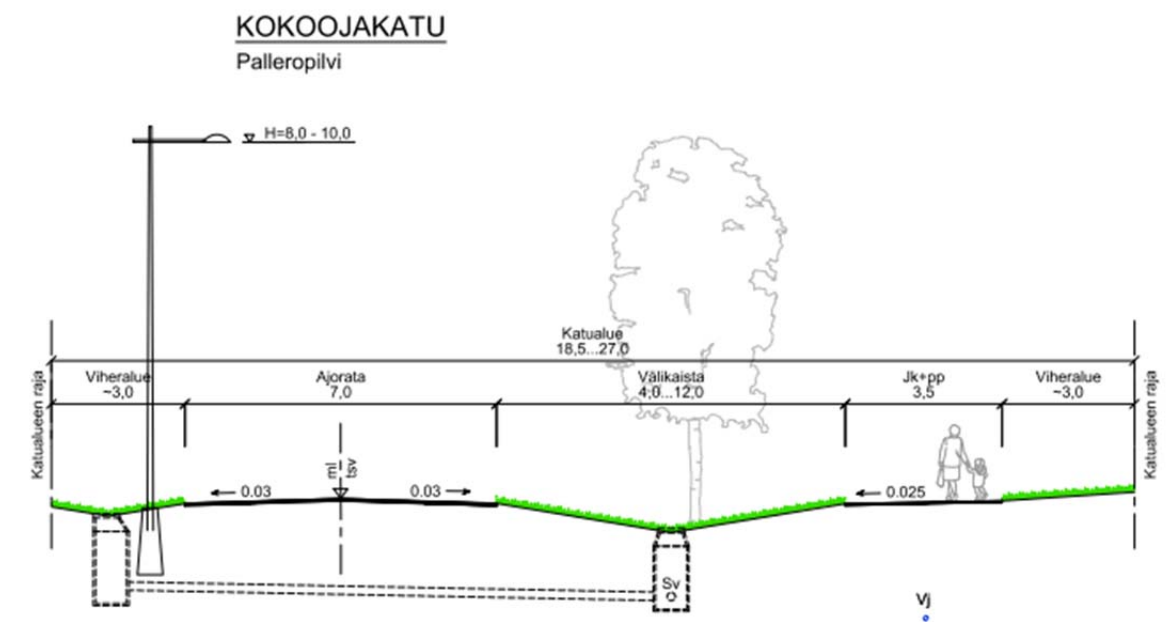 KOKOOJAKATU
Palleropilvi
H=8,0 - 10,0
Katualue
18,5...27,0
Viheralue
~3,0
Ajorata
7,0
Välikaista
4,0...12,0
Jk+pp
3,5
Viheralue
~3,0
Katualueen raja
Katualueen raja
ml
tsv
0.03
0.03
0.025
Sv
Vj